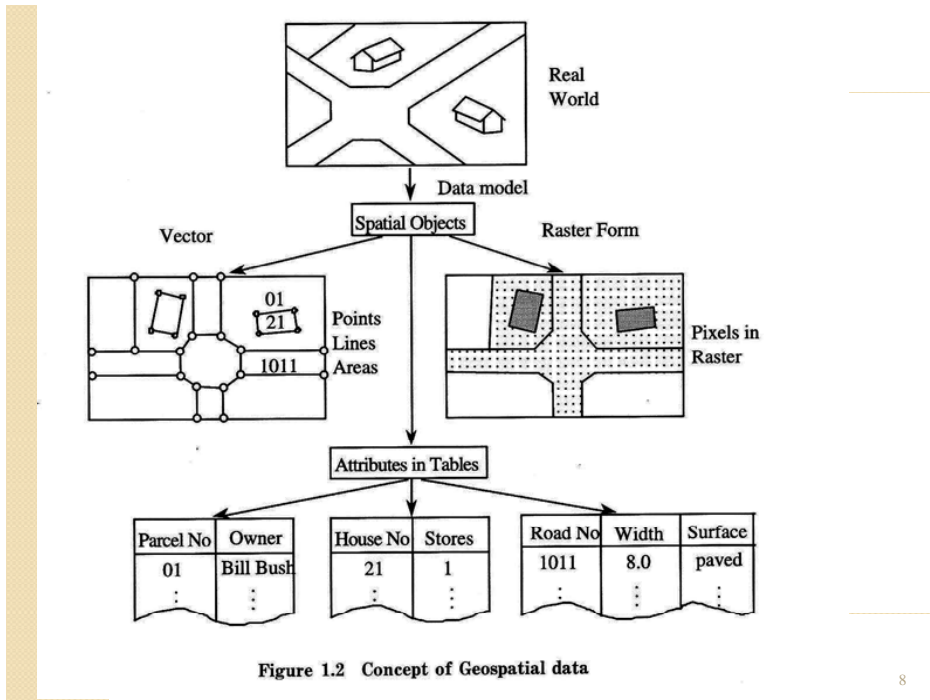 Real
World
Data model
Spatial Objects
Vector
Raster Form
01
21
1011
Points
Lines
Areas
Pixels in
Raster
Attributes in Tables
Parcel No Owner
01 Bill Bush
House No Stores
21 1
Road No Width Surface
1011 8.0 paved
Figure 1.2 Concept of Geospatial data
8